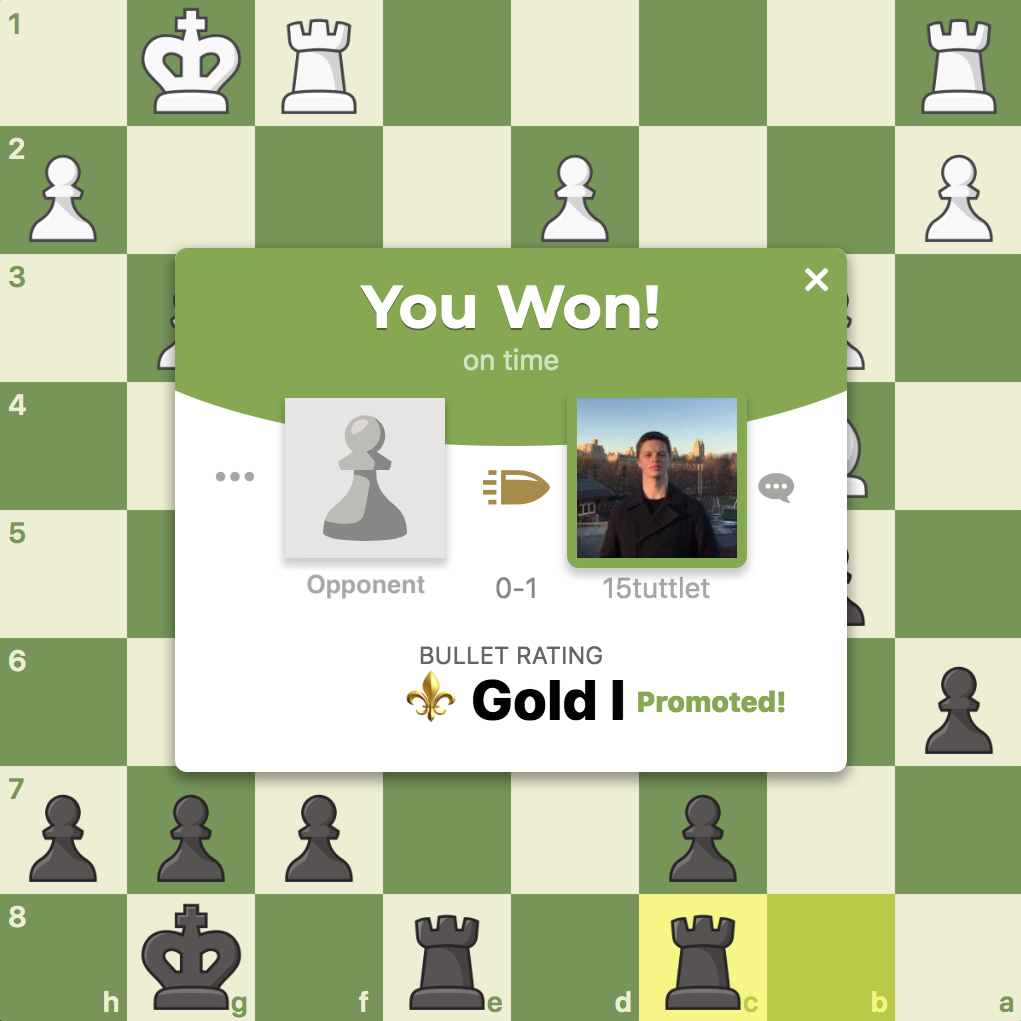 1
2
3
You Won!
on time
4
5
Opponent
0-1
15tuttlet
6
BULLET RATING
Gold I Promoted!
7
8
h g f e d c b a